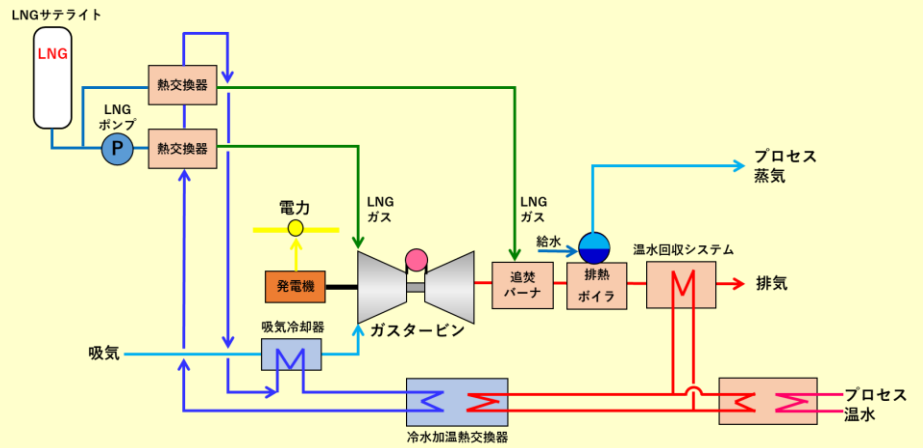 LNGサテライト
LNG
熱交換器
LNG
ポンプ
P
熱交換器
プロセス
蒸気
LNG
ガス
LNG
ガス
電力
給水
温水回収システム
発電機
追焚
バーナ
排熱
ボイラ
排気
吸気冷却器
ガスタービン
吸気
プロセス
温水
冷水加温熱交換器